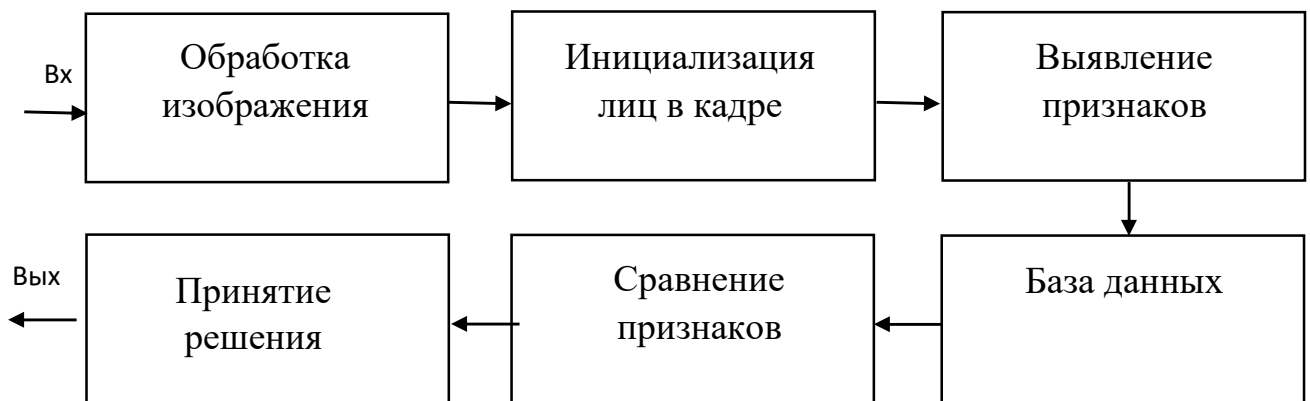 Вх
Обработка
изображения
Инициализация
лиц в кадре
Выявление
признаков
База данных
Сравнение
признаков
Принятие
решения
Вых